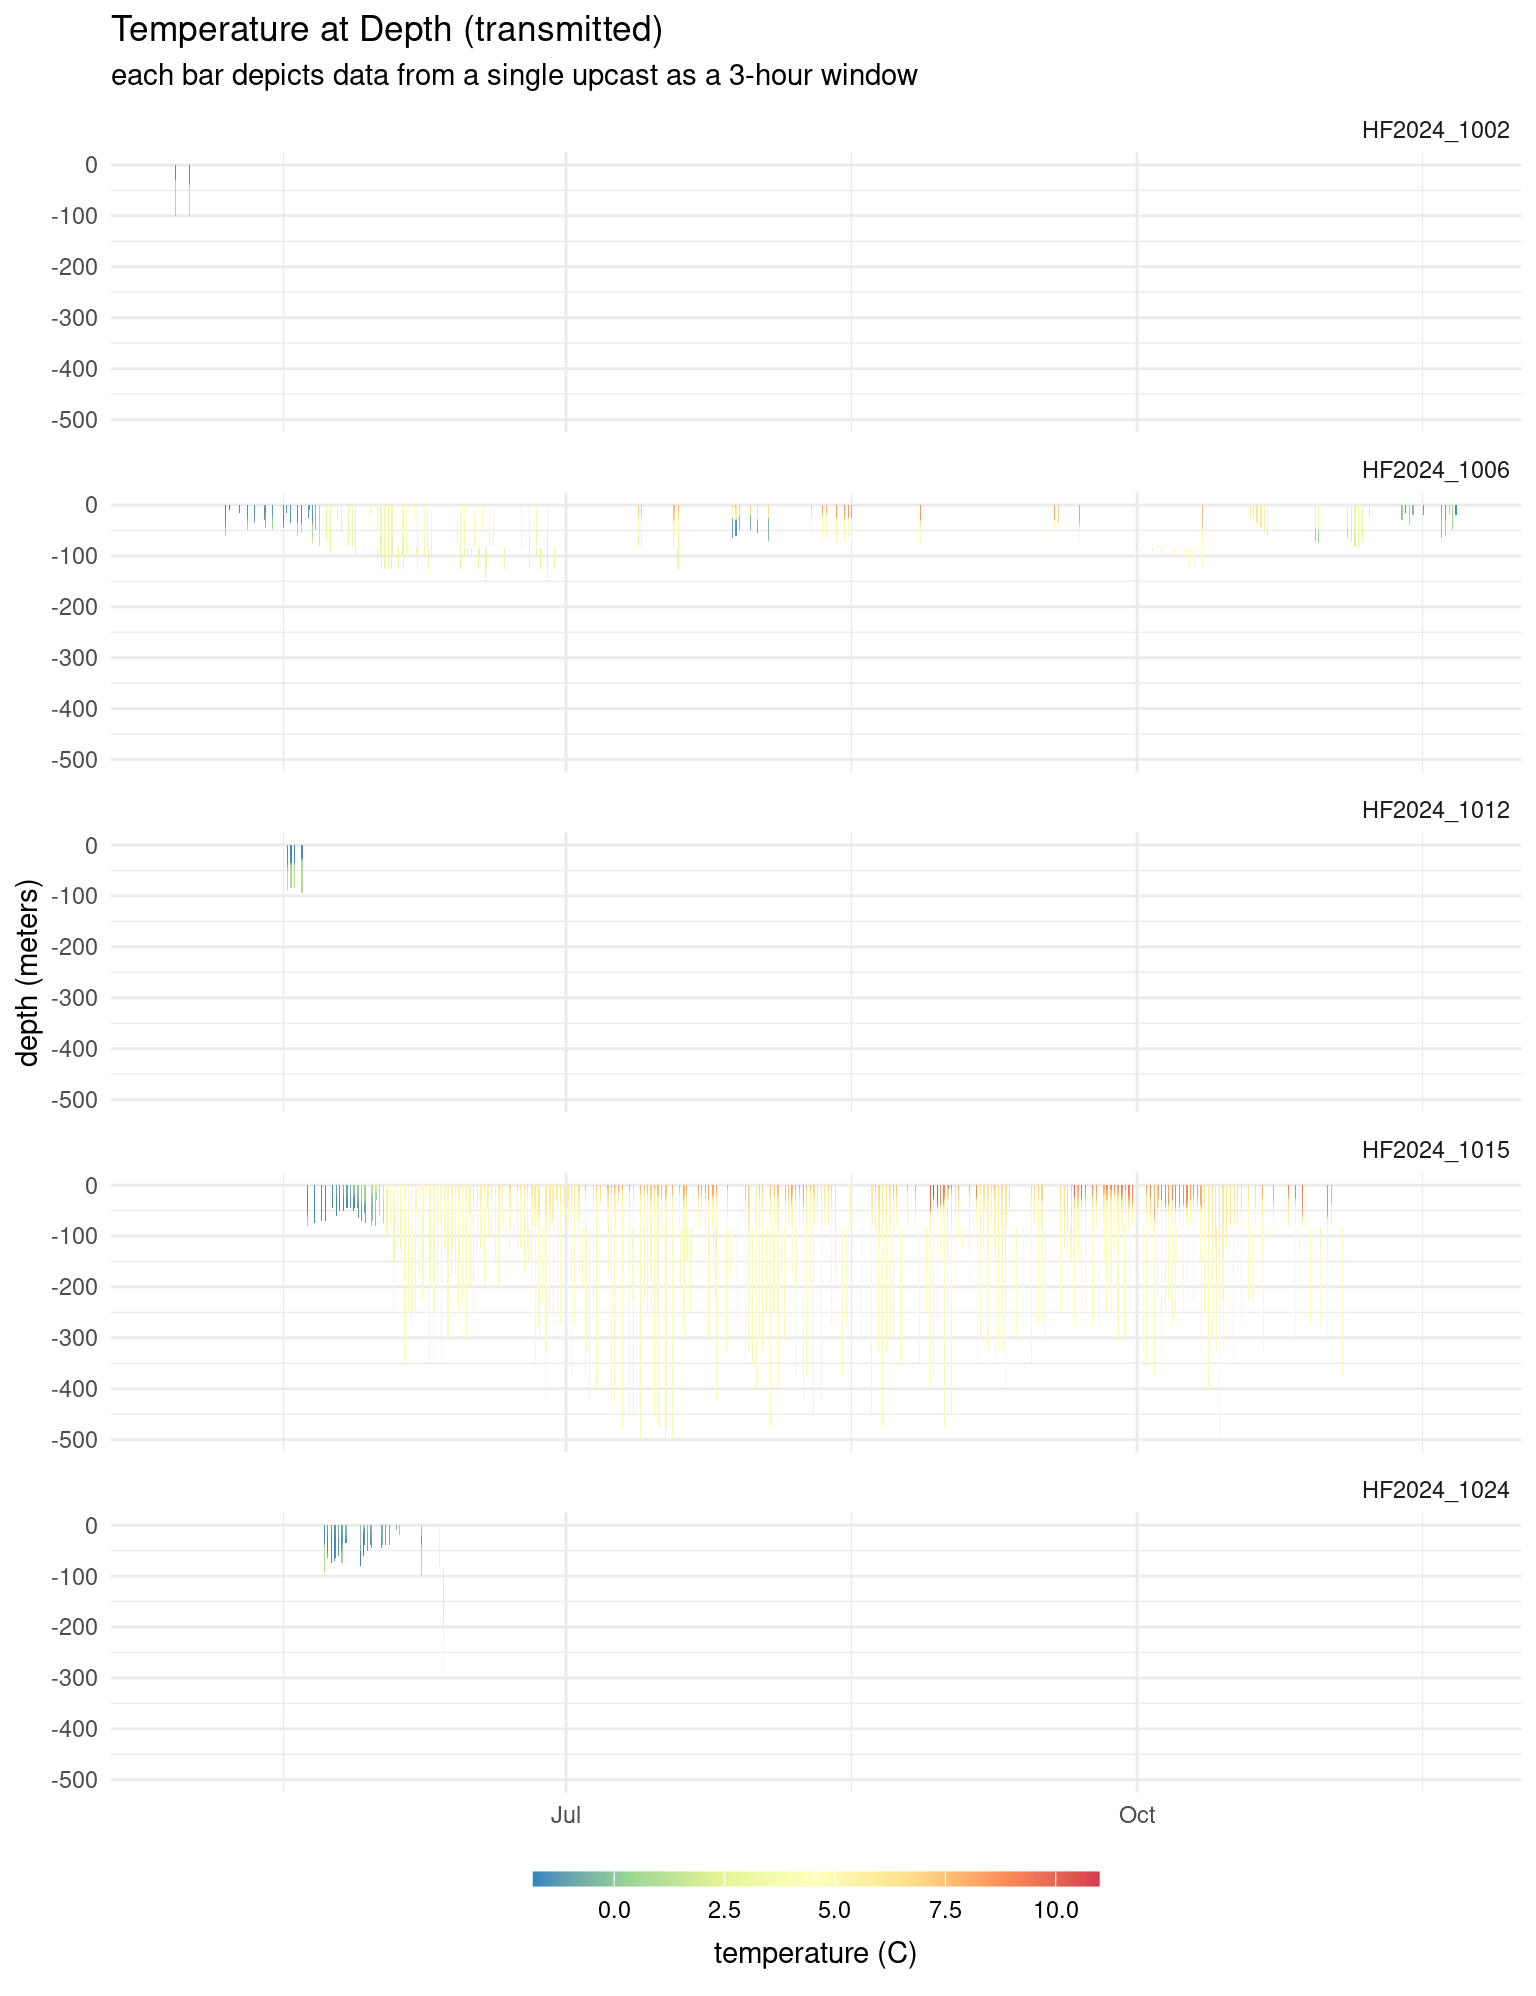 Temperature at Depth (transmitted)
each bar depicts data from a single upcast as a 3-hour window
HF2024_1002
0
-100
-200
-300
-400
-500
HF2024_1006
0
-100
-200
-300
-400
-500
HF2024_1012
0
-100
-200
-300
-400
-500
depth (meters)
HF2024_1015
0
-100
-200
-300
-400
-500
HF2024_1024
0
-100
-200
-300
-400
-500
Jul Oct
0.0 2.5 5.0 7.5 10.0
temperature (C)